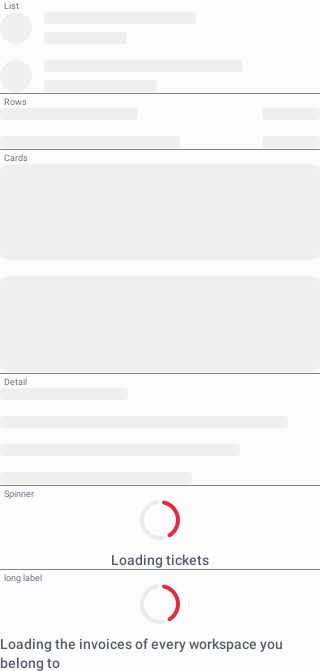 List
Rows
Cards
Detail
Spinner
Loading tickets
long label
Loading the invoices of every workspace you
belong to